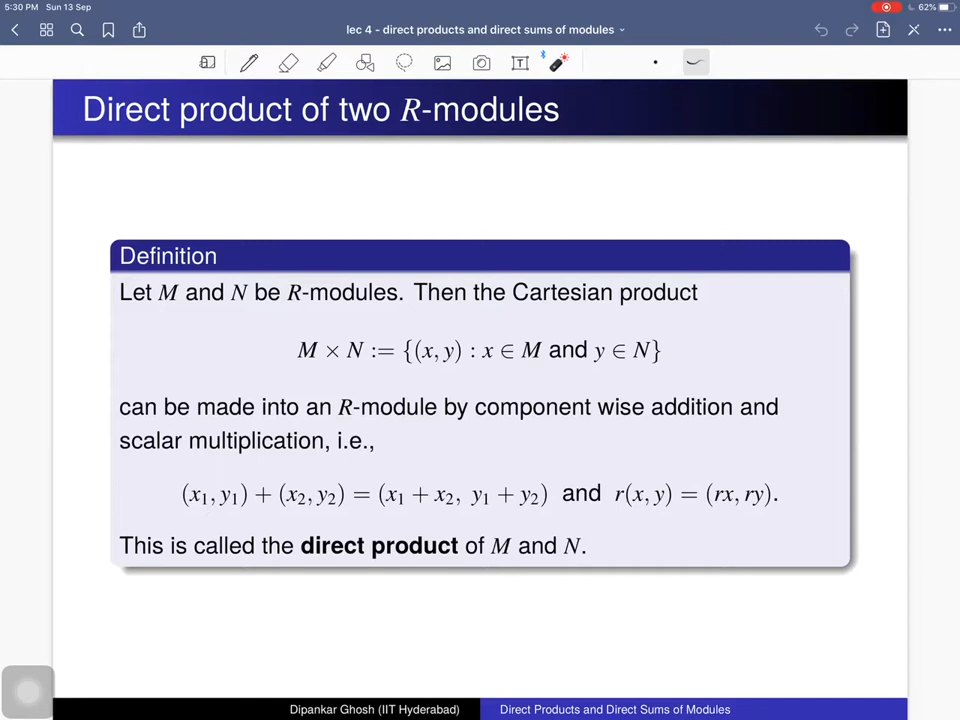 5:30 PM Sun 13 Sep
62%
lec 4 - direct products and direct sums of modules
Direct product of two R-modules
Definition
Let M and N be R-modules. Then the Cartesian product
M × N := {(x, y) : x ∈ M and y ∈ N}
can be made into an R-module by component wise addition and
scalar multiplication, i.e.,
(x₁, y₁) + (x₂, y₂) = (x₁ + x₂, y₁ + y₂) and r(x, y) = (rx, ry).
This is called the direct product of M and N.
Dipankar Ghosh (IIT Hyderabad)
Direct Products and Direct Sums of Modules